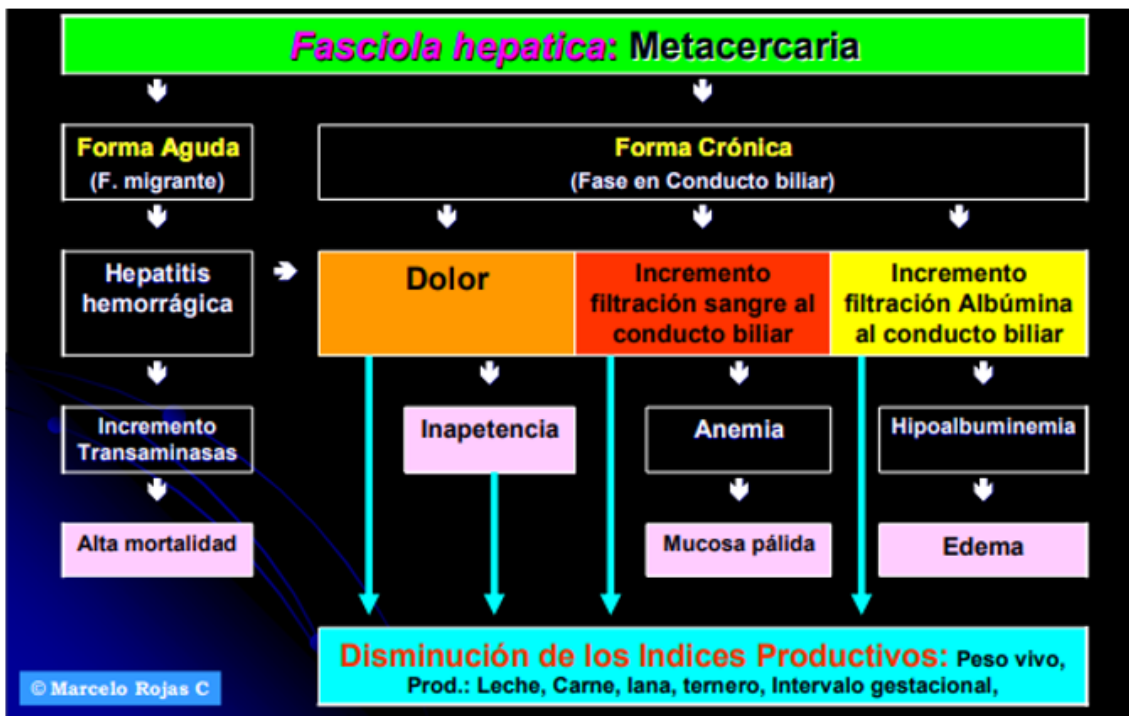 Fasciola hepatica: Metacercaria
Forma Aguda
(F. migrante)
Forma Crónica
(Fase en Conducto biliar)
Hepatitis
hemorrágica
Dolor
Incremento
filtración sangre al
conducto biliar
Incremento
filtración Albúmina
al conducto biliar
Incremento
Transaminasas
Inapetencia
Anemia
Hipoalbuminemia
Alta mortalidad
Mucosa pálida
Edema
Disminución de los Indices Productivos: Peso vivo,
Prod.: Leche, Carne, lana, ternero, Intervalo gestacional,
© Marcelo Rojas C